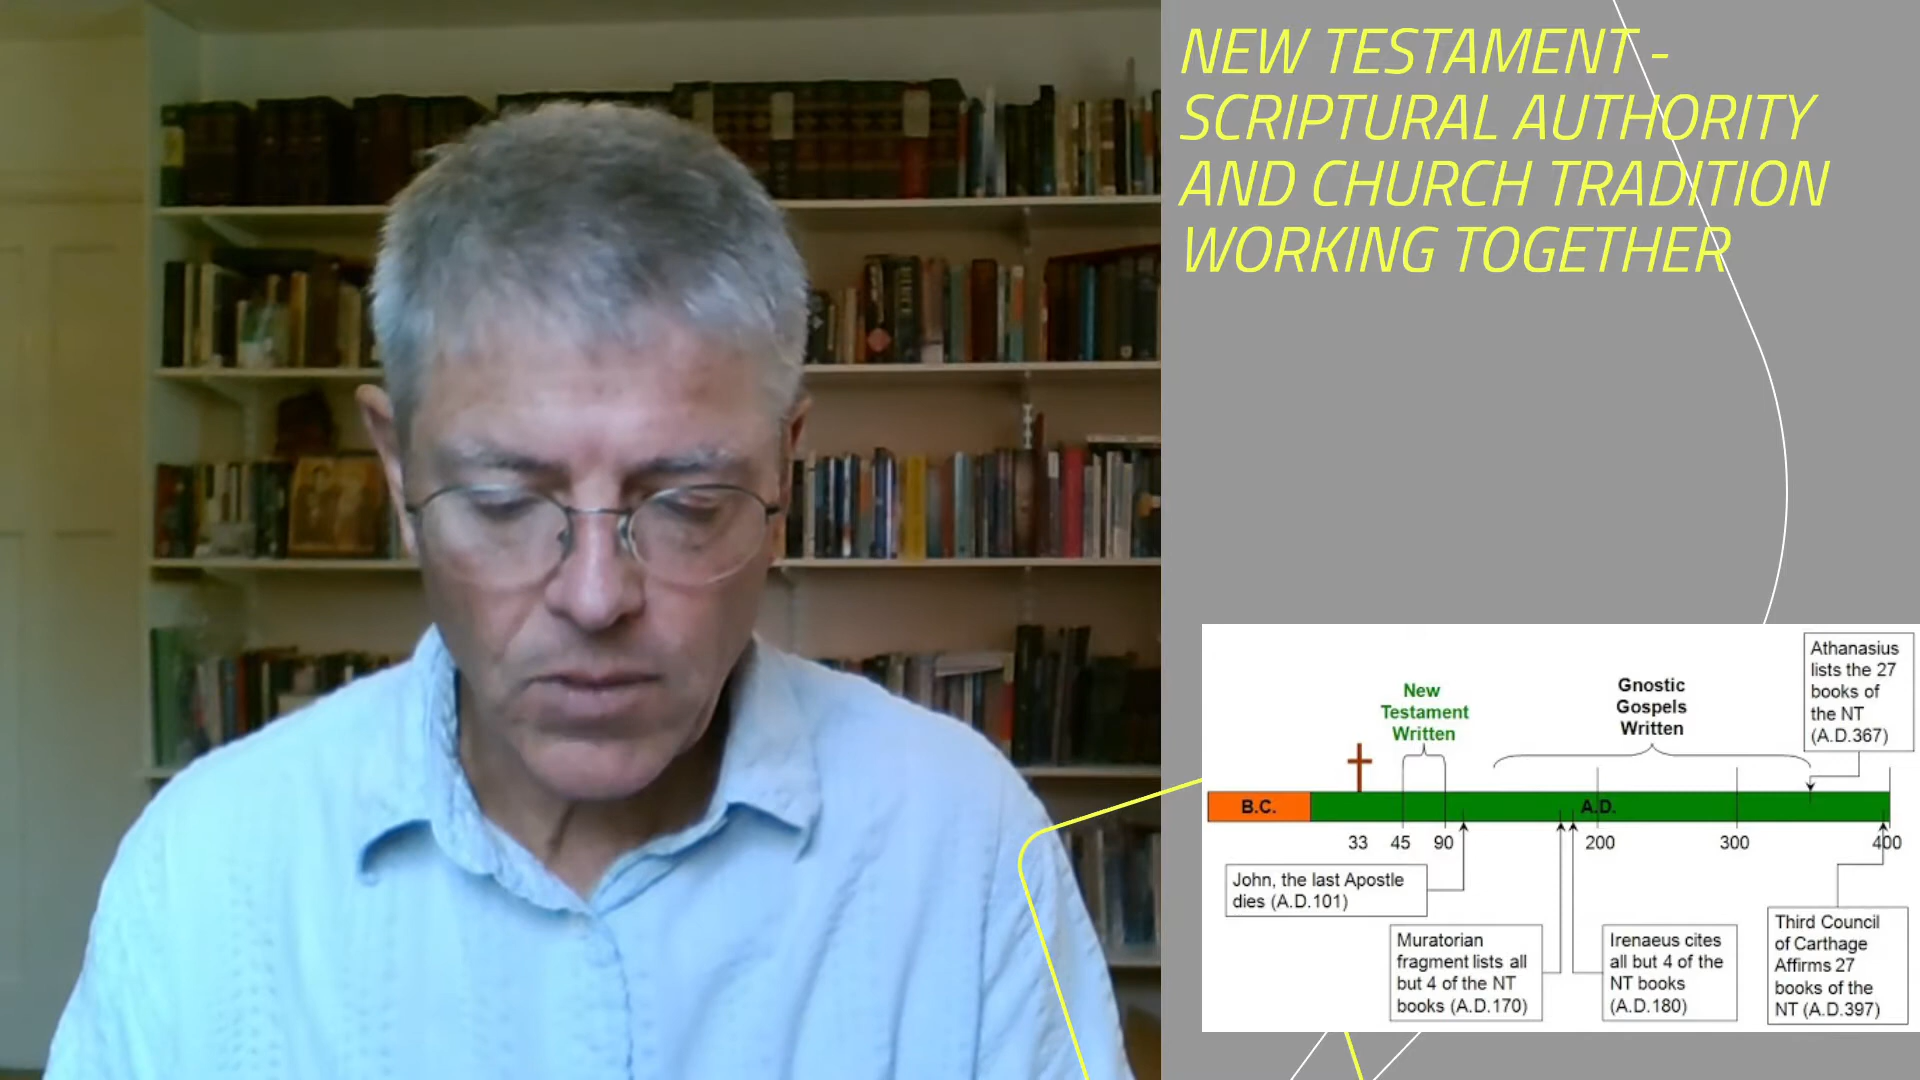 NEW TESTAMENT -
SCRIPTURAL AUTHORITY
AND CHURCH TRADITION
WORKING TOGETHER
Athanasius
lists the 27
books of
the NT
(A.D.367)
New
Testament
Written
Gnostic
Gospels
Written
B.C.
A.D.
33
45
90
200
300
400
John, the last Apostle
dies (A.D.101)
Muratorian
fragment lists all
but 4 of the NT
books (A.D.170)
Irenaeus cites
all but 4 of the
NT books
(A.D.180)
Third Council
of Carthage
Affirms 27
books of the
NT (A.D.397)